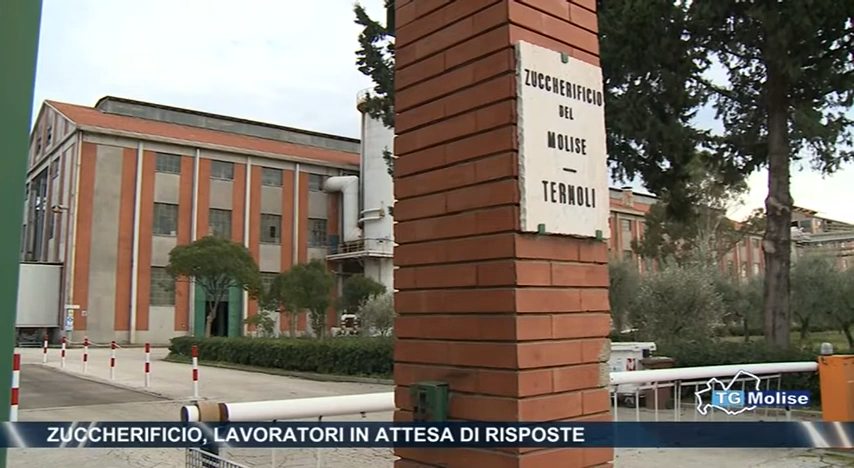 ZUCCHERIFICIO
DEL
MOLISE
—
TERMOLI
TG Molise
ZUCCHERIFICIO, LAVORATORI IN ATTESA DI RISPOSTE